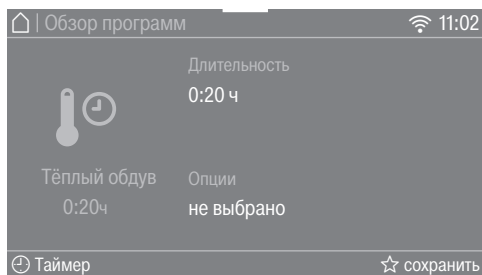 Обзор программ 11:02
Длительность
0:20 ч
Тёплый обдув
0:20ч
Опции
не выбрано
Таймер сохранить